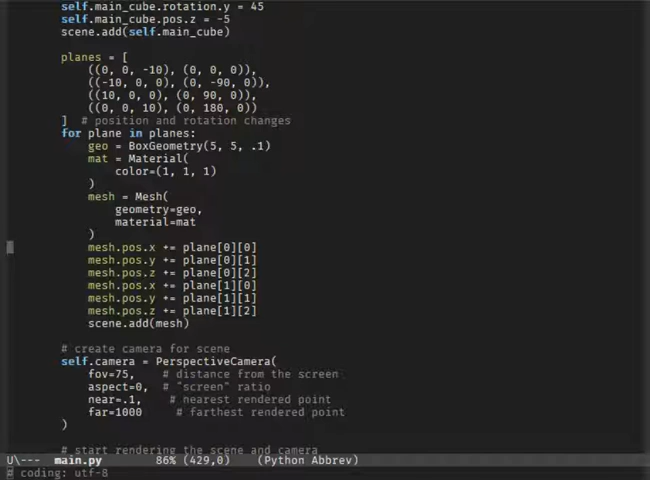 self.main_cube.rotation.y = 45
self.main_cube.pos.z = -5
scene.add(self.main_cube)
planes = [
((0, 0, -10), (0, 0, 0)),
((-10, 0, 0), (0, -90, 0)),
((10, 0, 0), (0, 90, 0)),
((0, 0, 10), (0, 180, 0))
]  # position and rotation changes
for plane in planes:
geo = BoxGeometry(5, 5, .1)
mat = Material(
color=(1, 1, 1)
)
mesh = Mesh(
geometry=geo,
material=mat
)
mesh.pos.x += plane[0][0]
mesh.pos.y += plane[0][1]
mesh.pos.z += plane[0][2]
mesh.pos.x += plane[1][0]
mesh.pos.y += plane[1][1]
mesh.pos.z += plane[1][2]
scene.add(mesh)
# create camera for scene
self.camera = PerspectiveCamera(
fov=75,    # distance from the screen
aspect=0,  # "screen" ratio
near=.1,    # nearest rendered point
far=1000     # farthest rendered point
)
# start rendering the scene and camera
U\---  main.py        86% (429,0)    (Python Abbrev)
# coding: utf-8